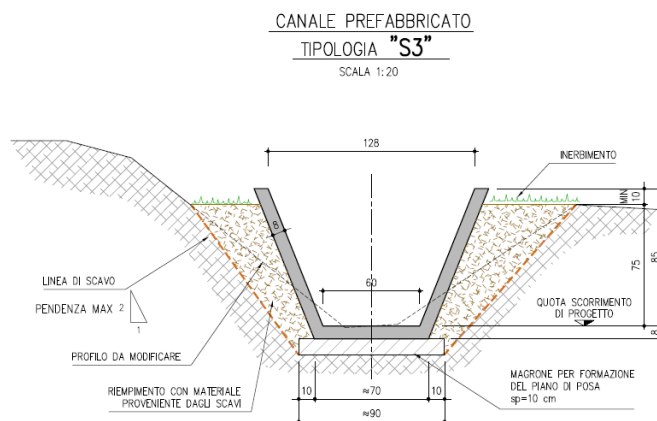 CANALE PREFABBRICATO
TIPOLOGIA "S3"
SCALA 1:20
128
INERBIMENTO
MIN
10
8
75
85
60
LINEA DI SCAVO
PENDENZA MAX 2
1
QUOTA SCORRIMENTO
DI PROGETTO
8
PROFILO DA MODIFICARE
RIEMPIMENTO CON MATERIALE
PROVENIENTE DAGLI SCAVI
10
≈70
10
≈90
MAGRONE PER FORMAZIONE
DEL PIANO DI POSA
sp=10 cm